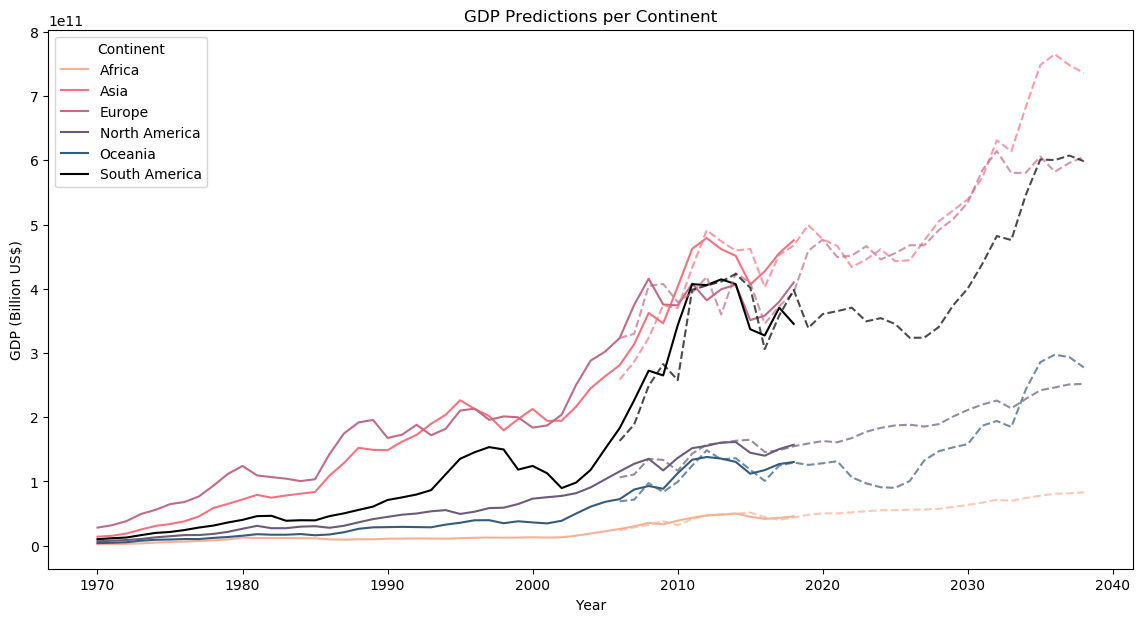 GDP Predictions per Continent
1e11
8
7
6
5
4
3
2
1
0
GDP (Billion US$)
Continent
Africa
Asia
Europe
North America
Oceania
South America
1970
1980
1990
2000
2010
2020
2030
2040
Year